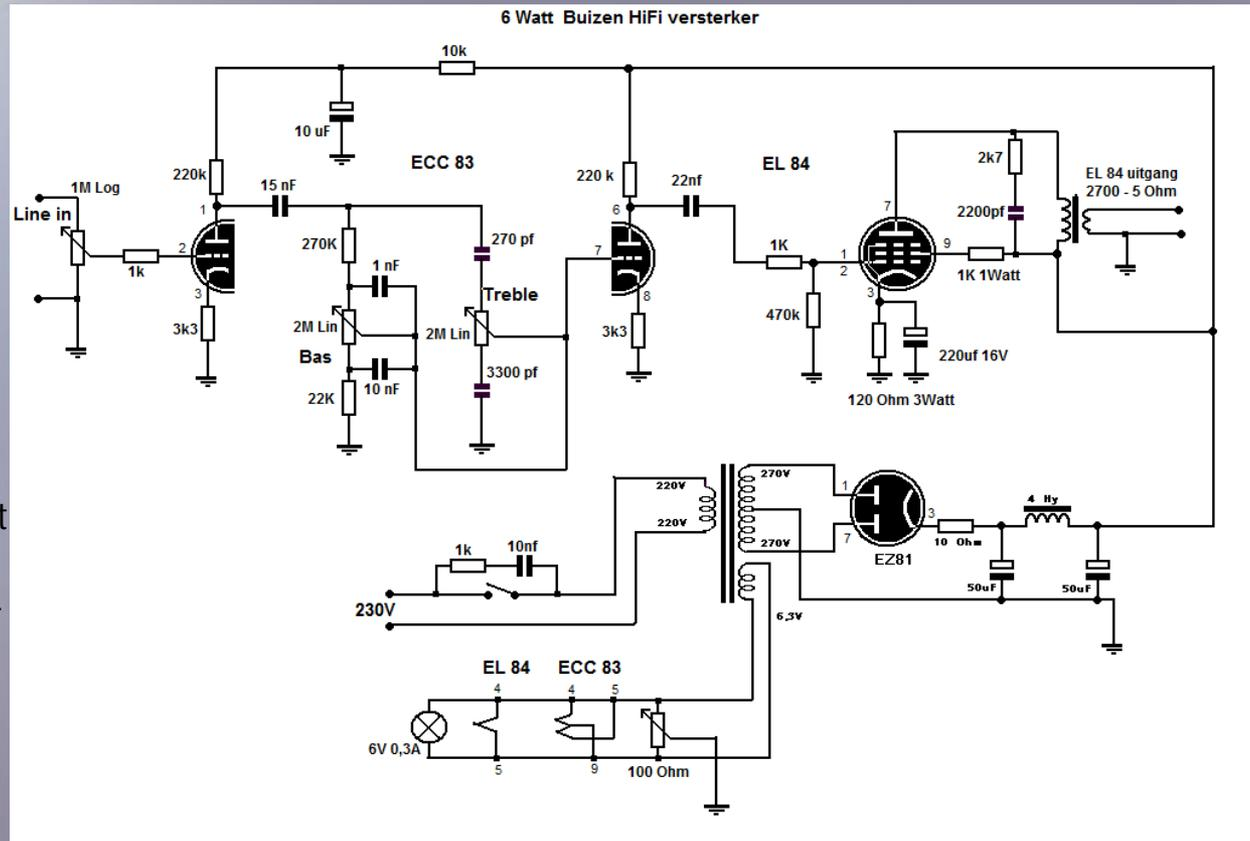 6 Watt Buizen HiFi versterker
10k
10 uF
ECC 83
EL 84
220k
15 nF
220 k
22nf
2k7
EL 84 uitgang
2700 - 5 Ohm
1M Log
Line in
1
2
3
1k
3k3
270K
1 nF
2M Lin
Bas
10 nF
22K
270 pf
Treble
2M Lin
3300 pf
6
7
8
3k3
1K
470k
7
1
2
3
9
2200pf
1K 1Watt
220uf 16V
120 Ohm 3Watt
t
220V
220V
270V
270V
1
7
3
EZ81
10 Ohm
4 Hy
50uF
50uF
1k
10nf
230V
6,3V
EL 84
ECC 83
4
4
5
6V 0,3A
5
9
100 Ohm